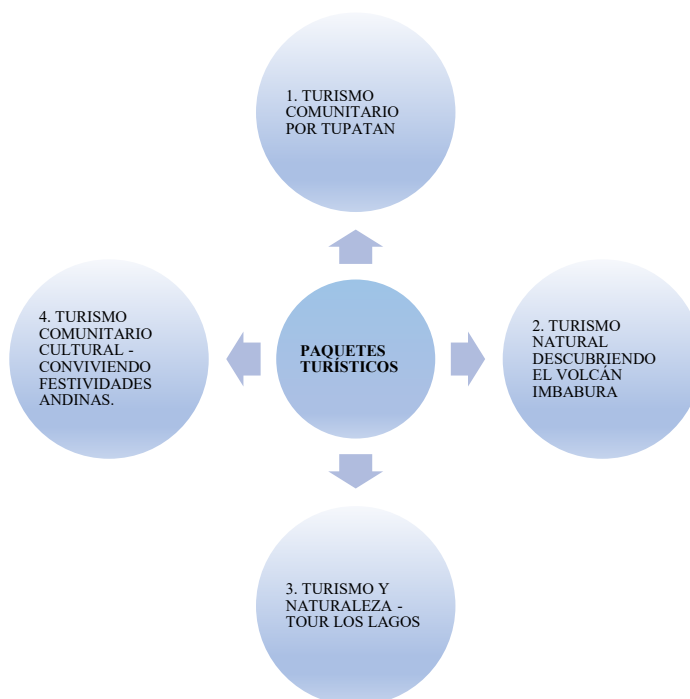 1. TURISMO
COMUNITARIO
POR TUPATAN
4. TURISMO
COMUNITARIO
CULTURAL -
CONVIVIENDO
FESTIVIDADES
ANDINAS.
PAQUETES
TURÍSTICOS
2. TURISMO
NATURAL
DESCUBRIENDO
EL VOLCÁN
IMBABURA
3. TURISMO Y
NATURALEZA -
TOUR LOS LAGOS